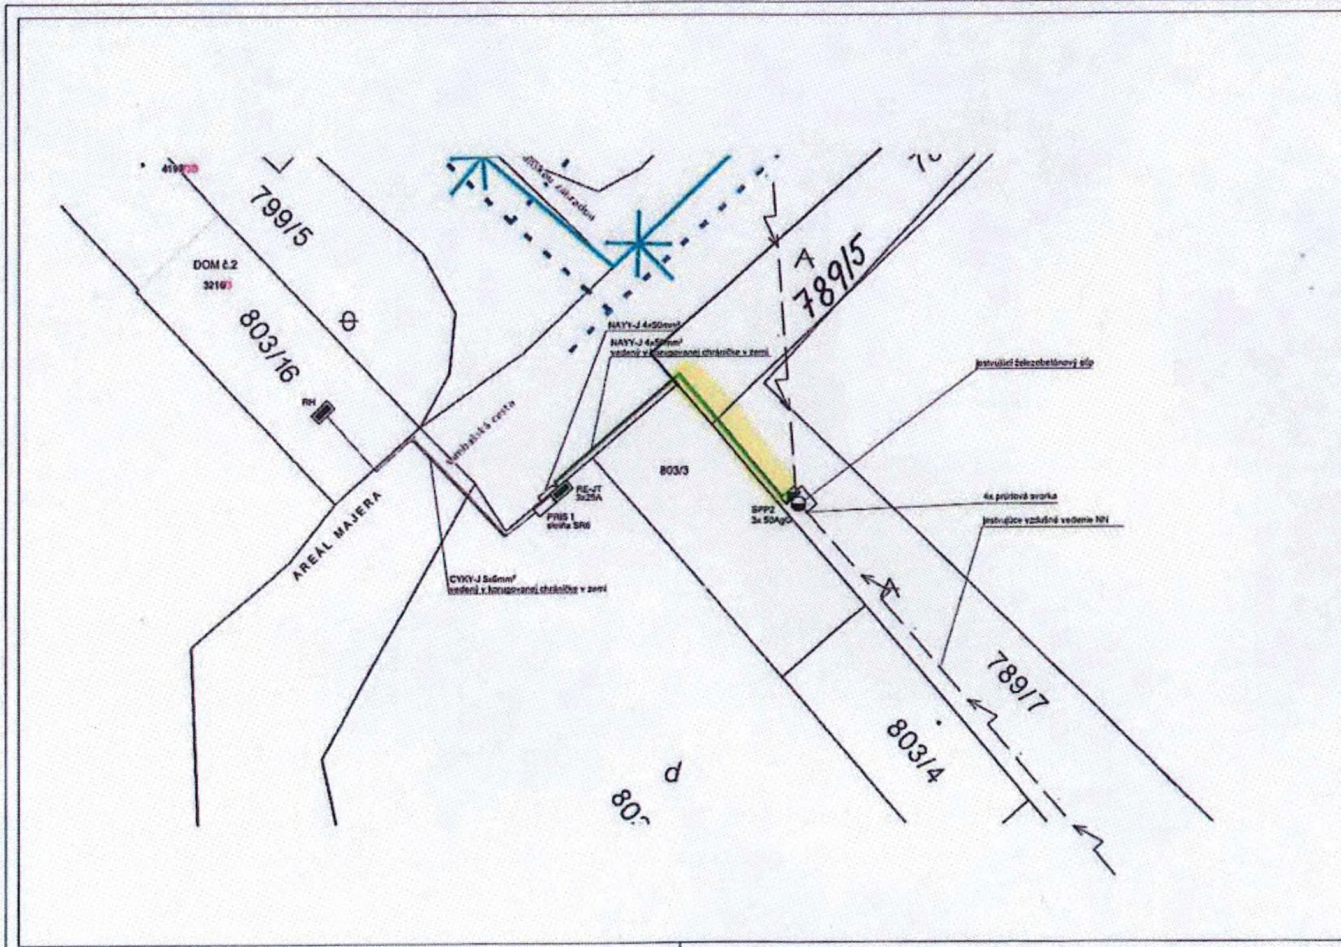 799/5
DOM č.2
803/16
RH
789/5
NAYY-J 4x50mm²
NAYY-J 4x50mm²
vedený v korugovanej chráničke v zemi
jestvujúci železobetónový stĺp
803/3
RE-JT
3x25A
PRIS 1
skriňa SR6
SPP2
4x prúdová svorka
jestvujúce vzdušné vedenie NN
AREÁL MAJERA
CYKY-J 5x6mm²
vedený v korugovanej chráničke v zemi
789/7
803/4
d